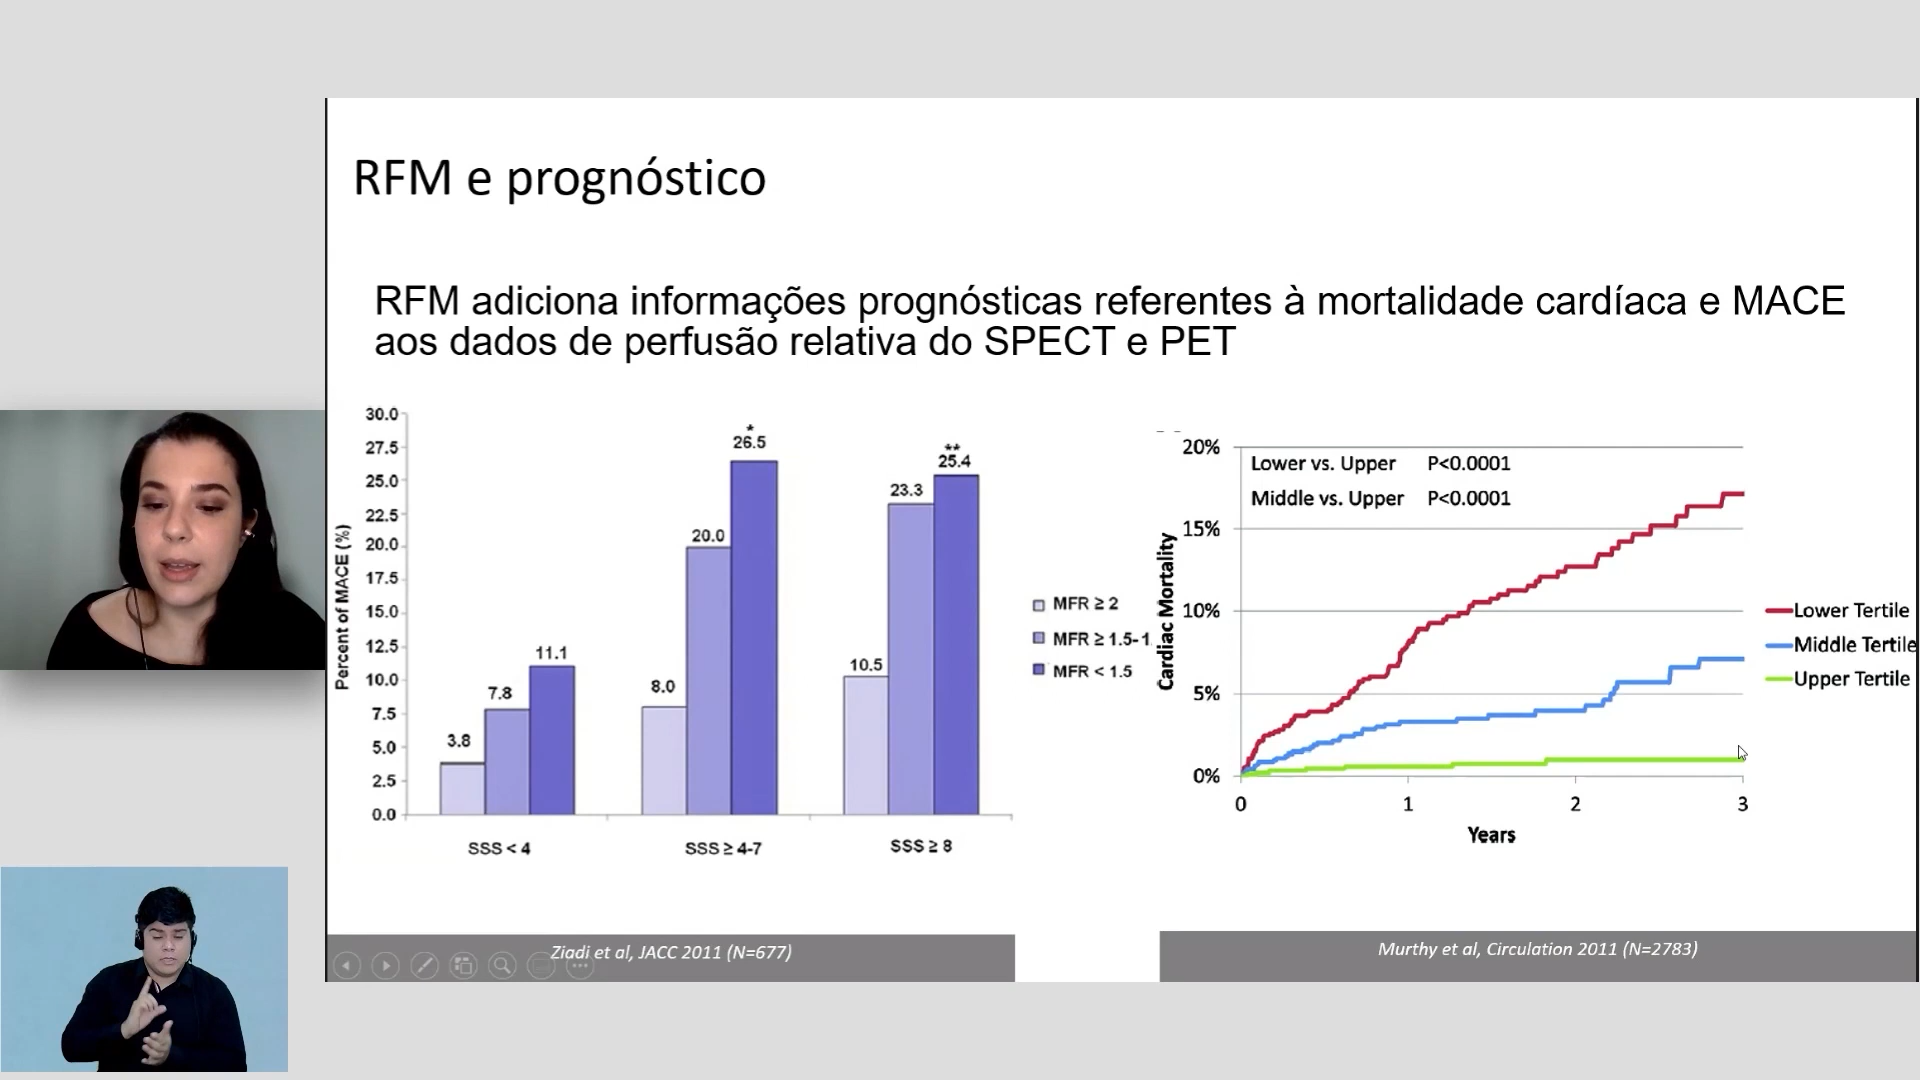 RFM e prognóstico
RFM adiciona informações prognósticas referentes à mortalidade cardíaca e MACE
aos dados de perfusão relativa do SPECT e PET
Percent of MACE (%)
30.0
27.5
25.0
22.5
20.0
17.5
15.0
12.5
10.0
7.5
5.0
2.5
0.0
3.8
7.8
11.1
8.0
20.0
*
26.5
10.5
23.3
**
25.4
SSS < 4
SSS ≥ 4-7
SSS ≥ 8
MFR ≥ 2
MFR ≥ 1.5-1.
MFR < 1.5
Cardiac Mortality
20%
15%
10%
5%
0%
Lower vs. Upper P<0.0001
Middle vs. Upper P<0.0001
0 1 2 3
Years
Lower Tertile
Middle Tertile
Upper Tertile
Ziadi et al, JACC 2011 (N=677)
Murthy et al, Circulation 2011 (N=2783)